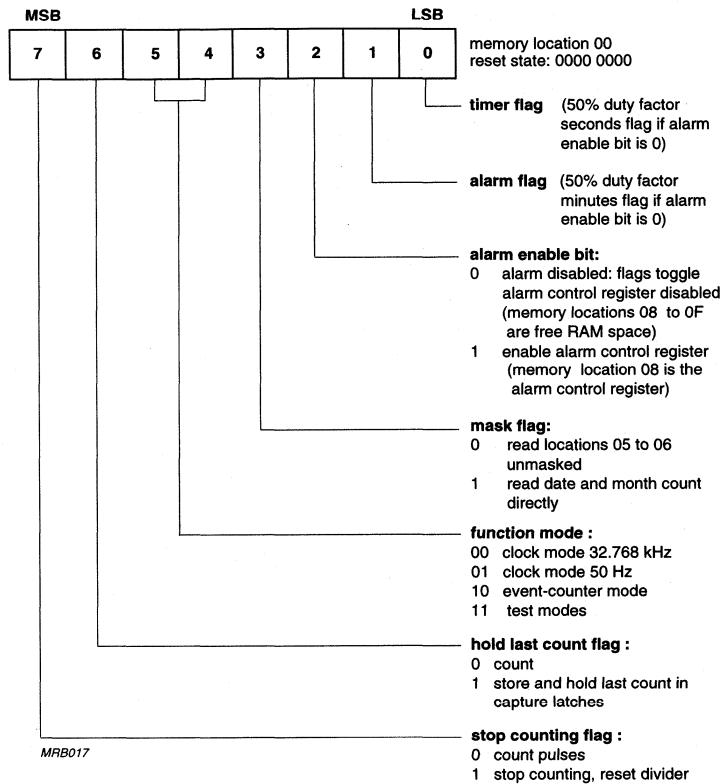 MSB LSB
7 6 5 4 3 2 1 0
memory location 00
reset state: 0000 0000
timer flag (50% duty factor
seconds flag if alarm
enable bit is 0)
alarm flag (50% duty factor
minutes flag if alarm
enable bit is 0)
alarm enable bit:
0 alarm disabled: flags toggle
alarm control register disabled
(memory locations 08 to 0F
are free RAM space)
1 enable alarm control register
(memory location 08 is the
alarm control register)
mask flag:
0 read locations 05 to 06
unmasked
1 read date and month count
directly
function mode :
00 clock mode 32.768 kHz
01 clock mode 50 Hz
10 event-counter mode
11 test modes
hold last count flag :
0 count
1 store and hold last count in
capture latches
stop counting flag :
0 count pulses
1 stop counting, reset divider
MRB017